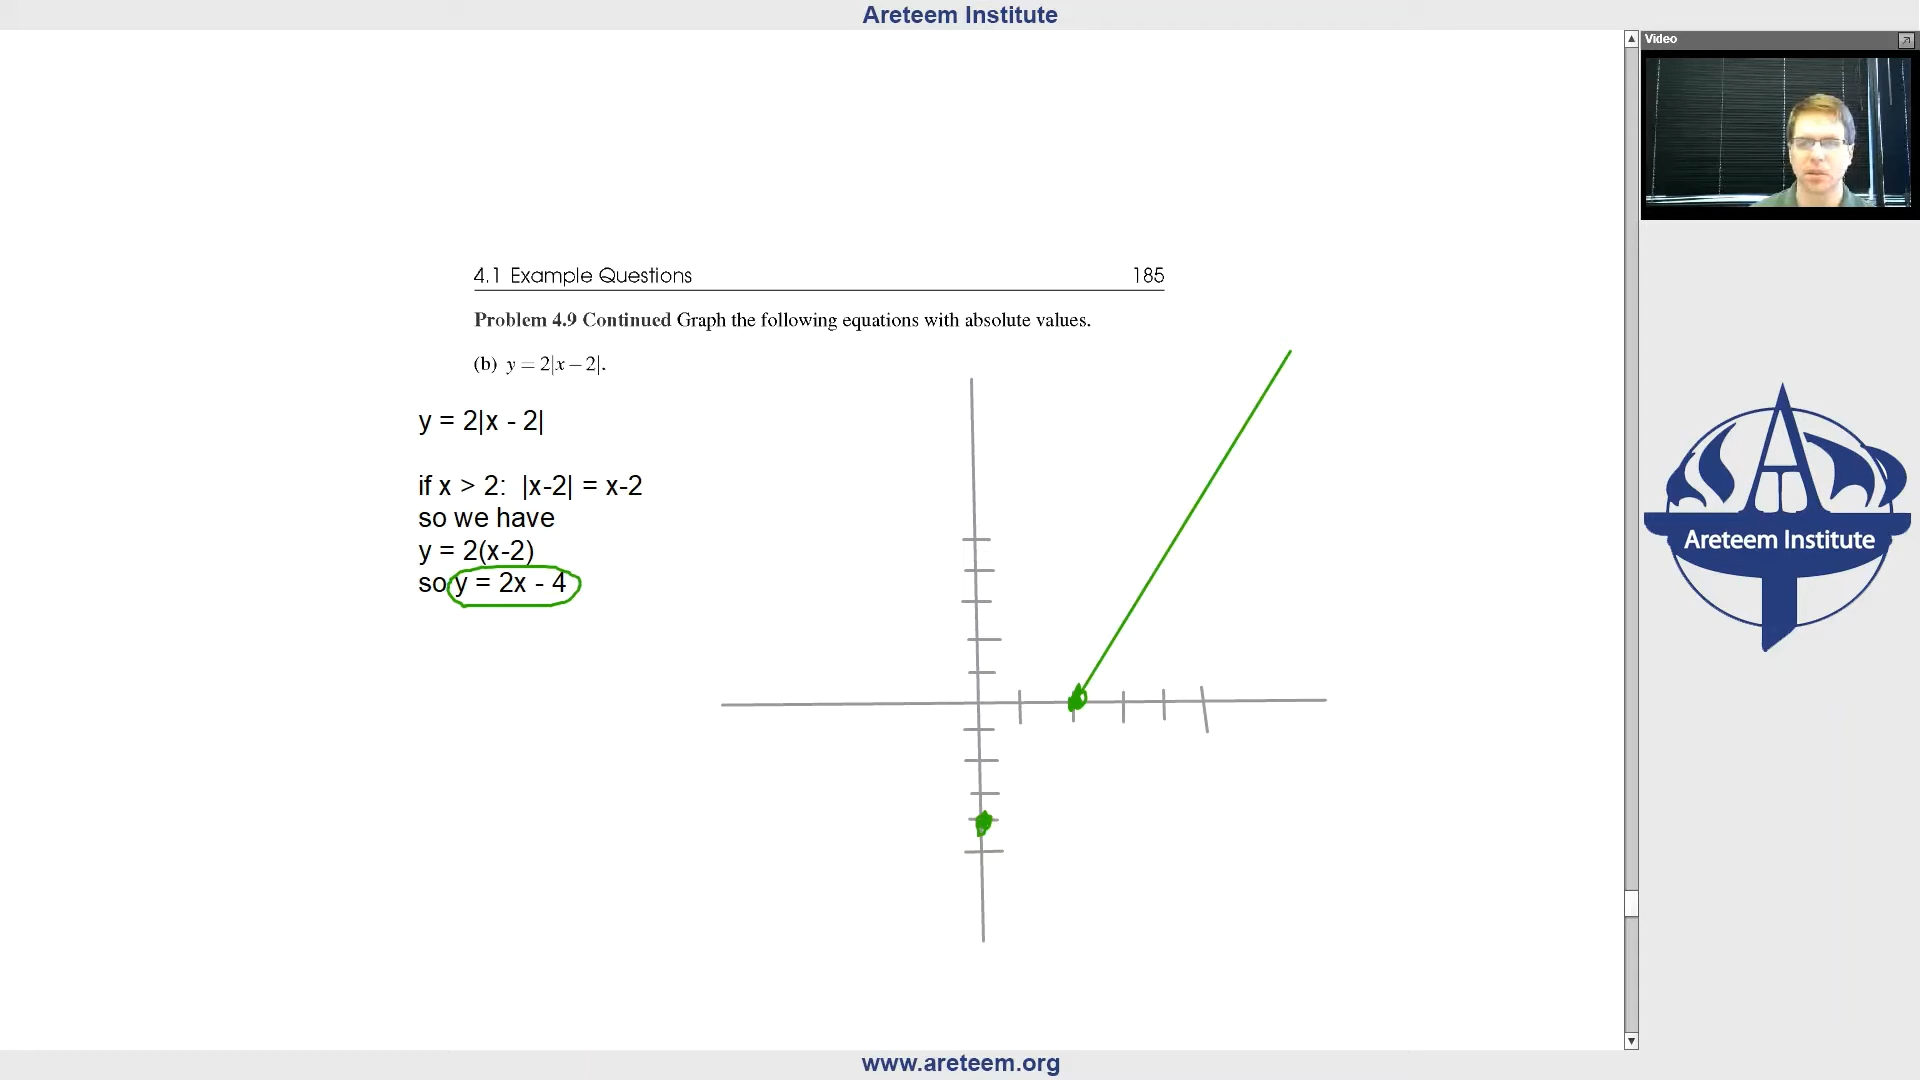 Areteem Institute
Video
4.1 Example Questions 185
Problem 4.9 Continued Graph the following equations with absolute values.
(b) y = 2|x − 2|.
y = 2|x - 2|
if x > 2: |x-2| = x-2
so we have
y = 2(x-2)
so y = 2x - 4
Areteem Institute
www.areteem.org